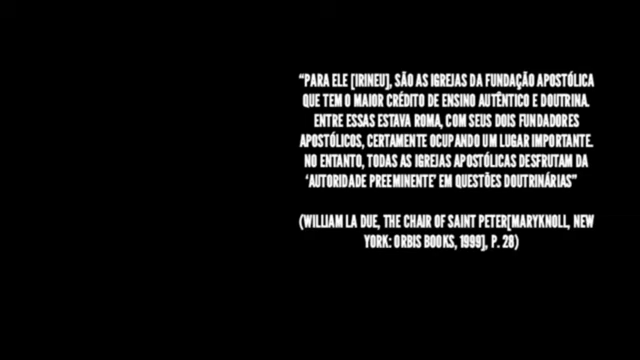 “PARA ELE [IRINEU], SÃO AS IGREJAS DA FUNDAÇÃO APOSTÓLICA
QUE TEM O MAIOR CRÉDITO DE ENSINO AUTÊNTICO E DOUTRINA.
ENTRE ESSAS ESTAVA ROMA, COM SEUS DOIS FUNDADORES
APOSTÓLICOS, CERTAMENTE OCUPANDO UM LUGAR IMPORTANTE.
NO ENTANTO, TODAS AS IGREJAS APOSTÓLICAS DESFRUTAM DA
‘AUTORIDADE PREEMINENTE’ EM QUESTÕES DOUTRINÁRIAS”
(WILLIAM LA DUE, THE CHAIR OF SAINT PETER[MARYKNOLL, NEW
YORK: ORBIS BOOKS, 1999], P. 28)